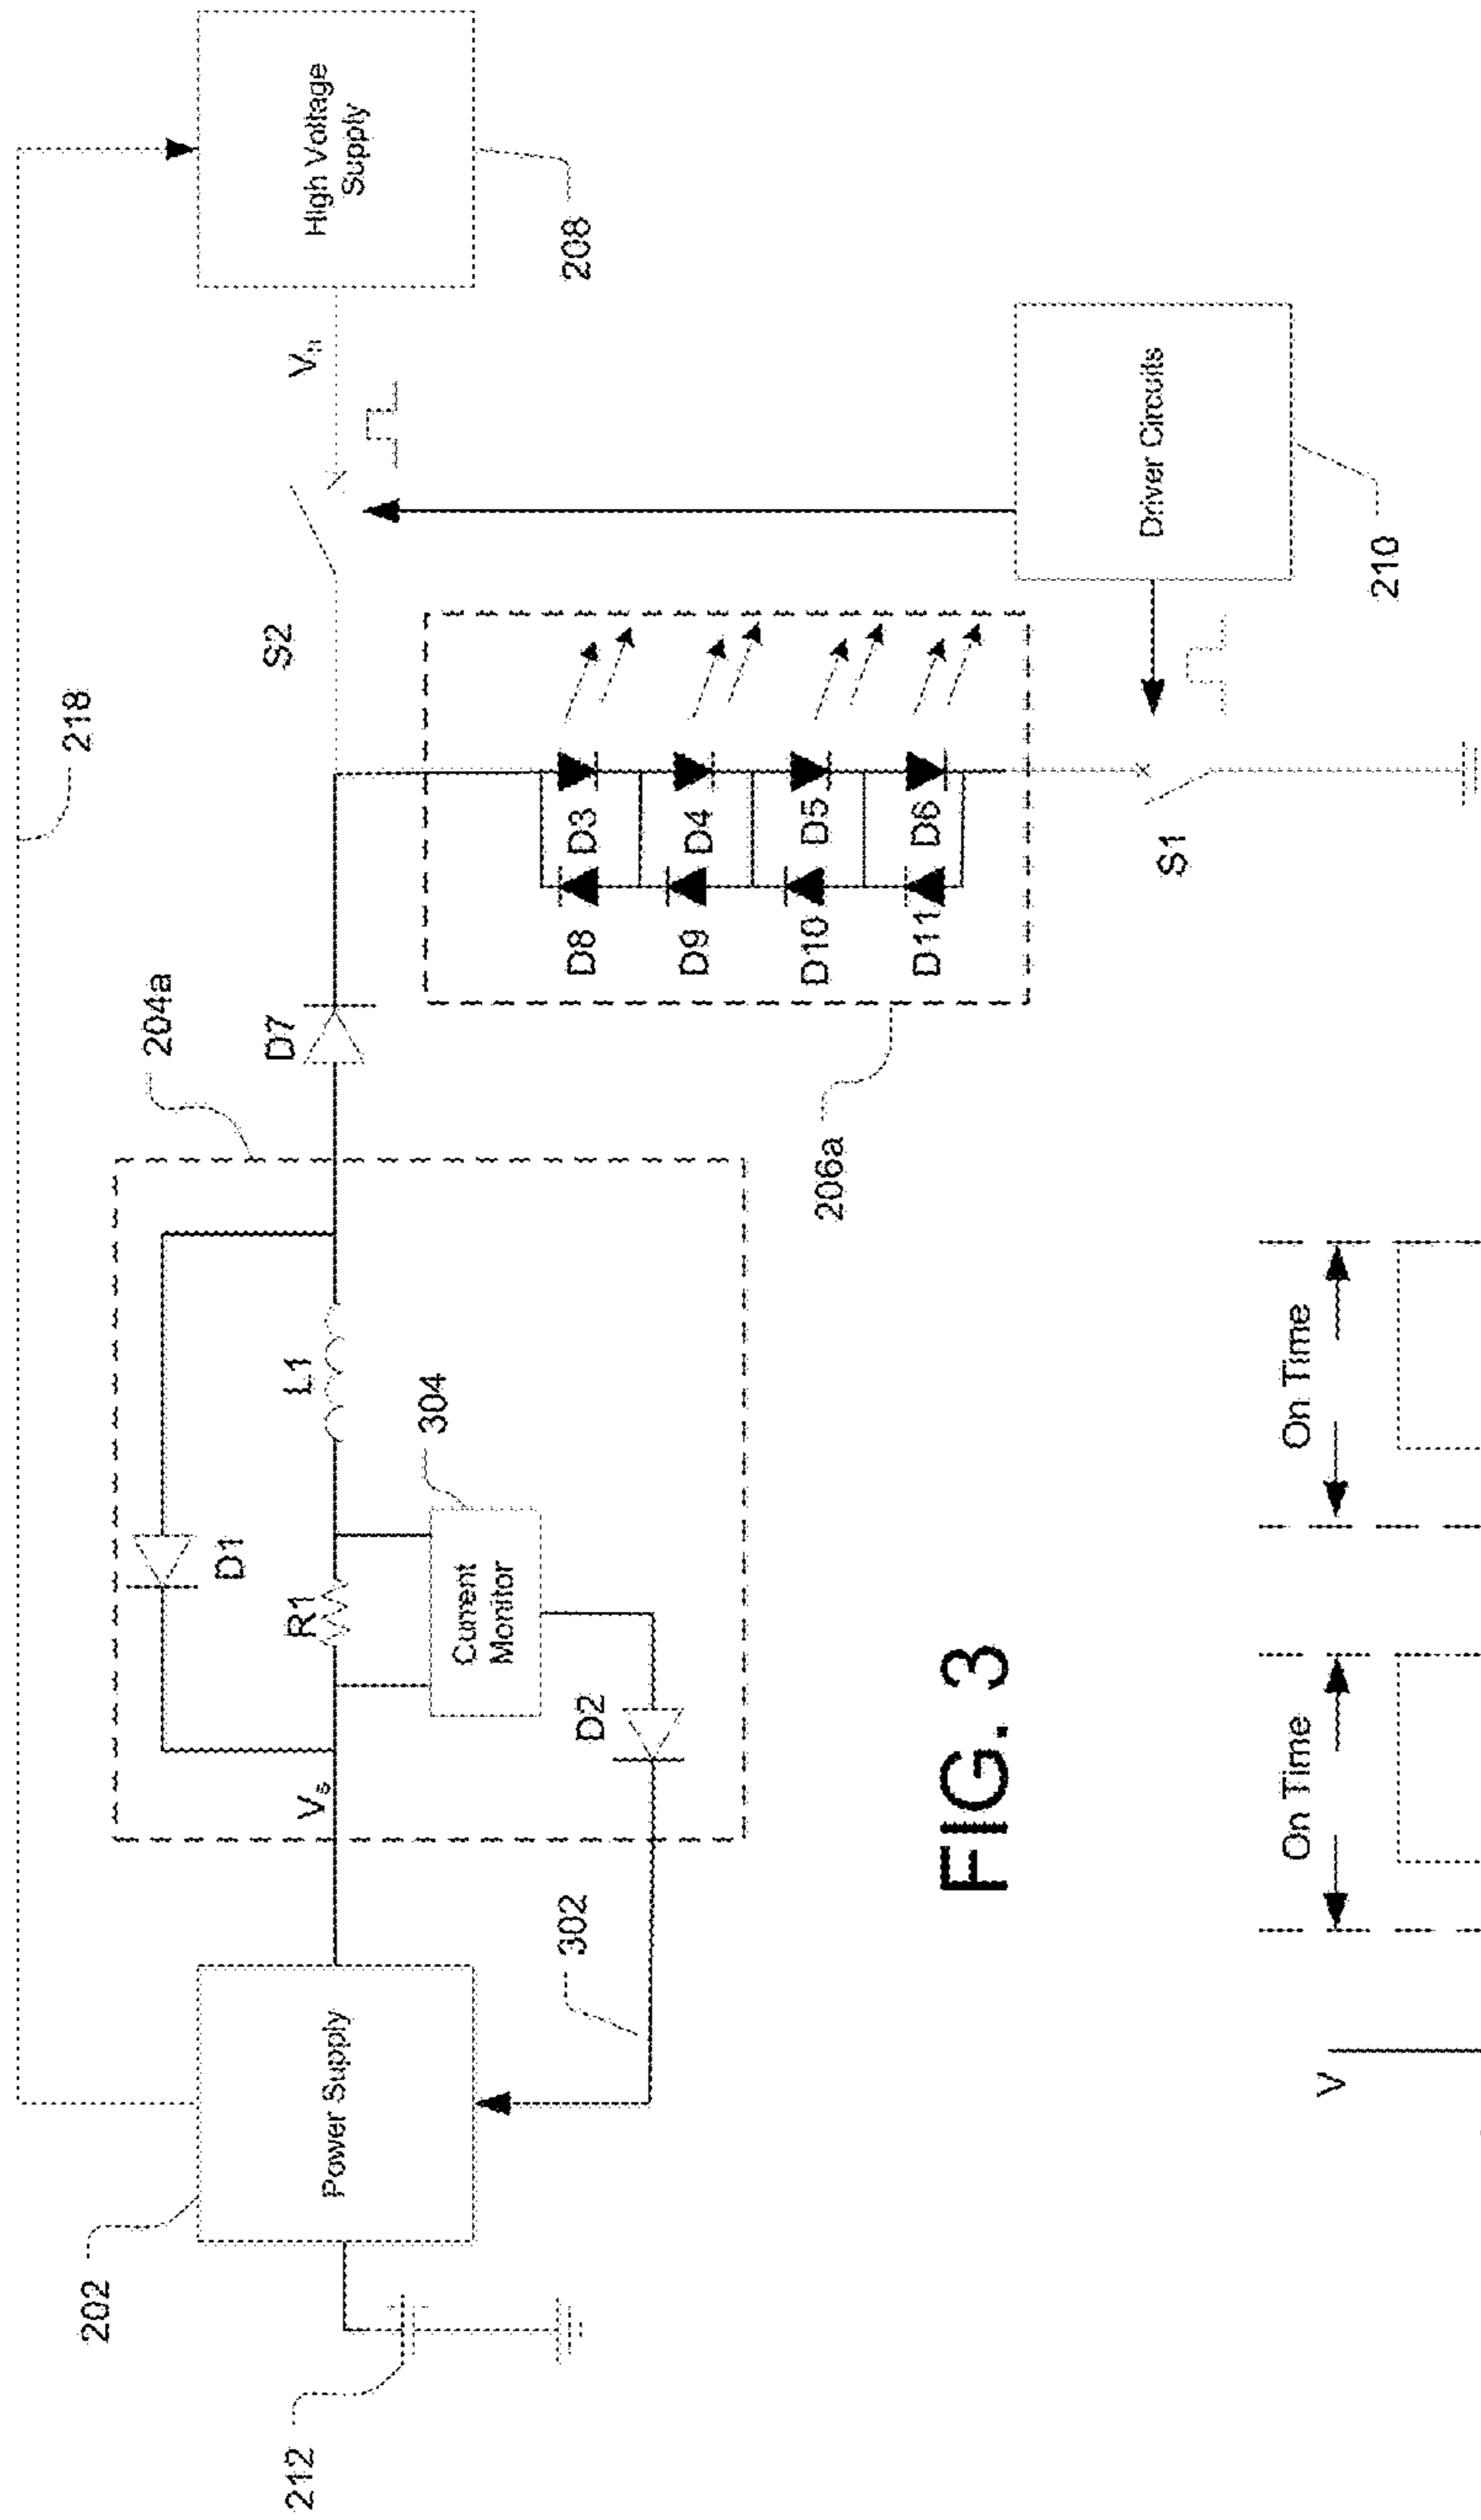 218
High Voltage
Supply
208
Vh
S2
204a
D7
D1
L1
R1
Vs
304
Current
Monitor
D2
302
Power Supply
202
212
D8
D3
D9
D4
D10
D5
D11
D6
206a
Driver Circuits
210
S1
FIG. 3
V
On Time
On Time